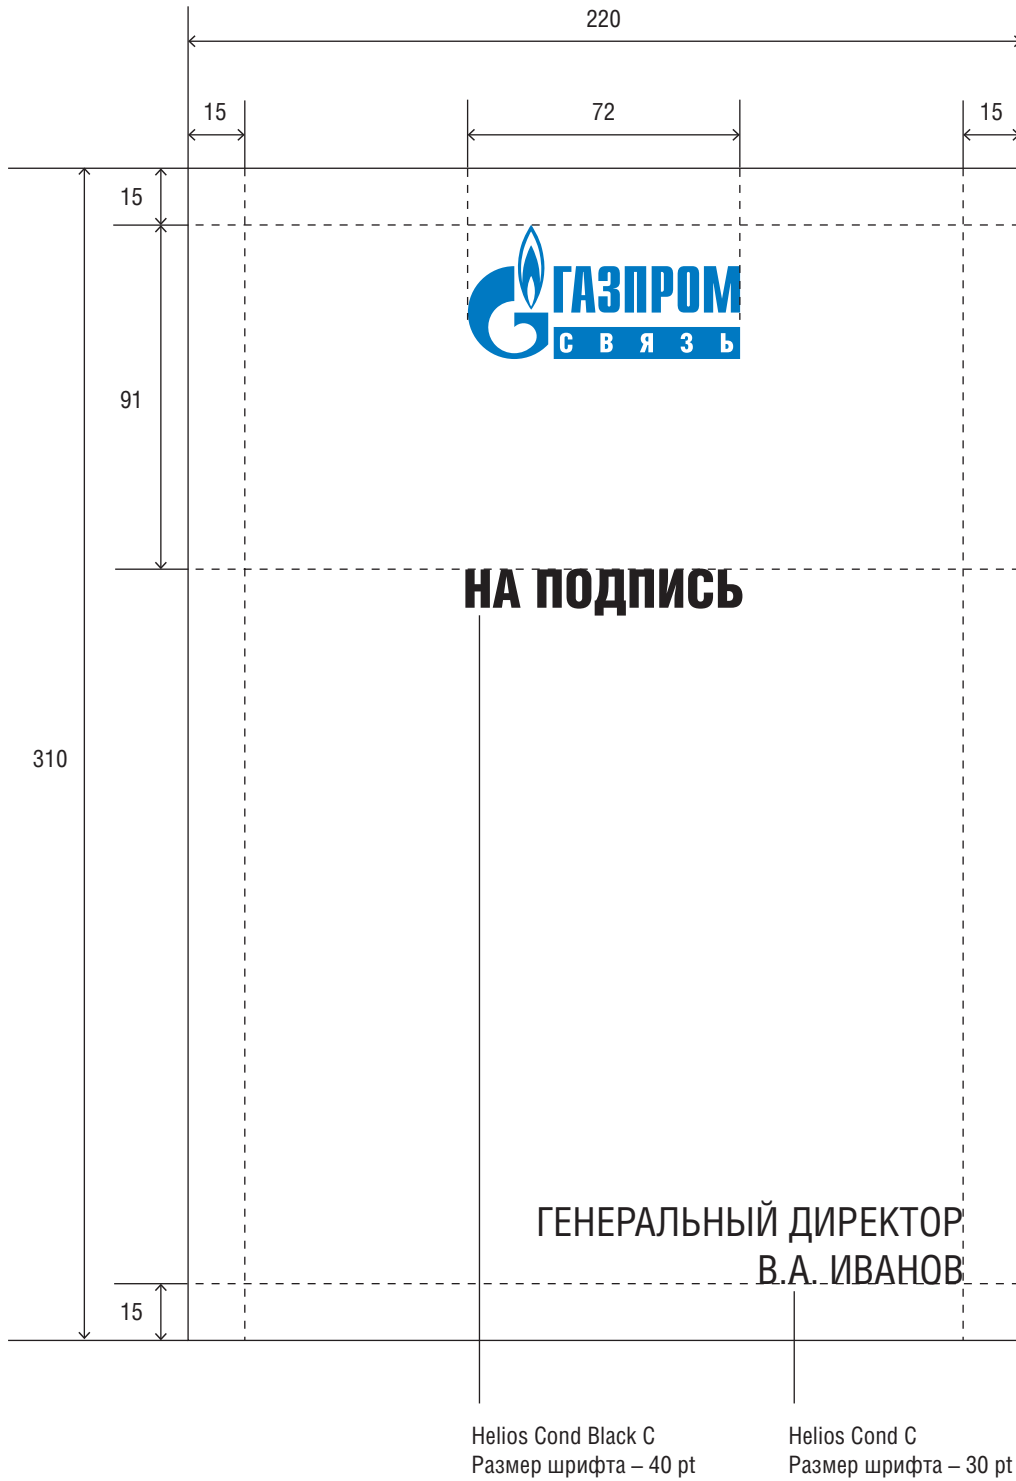 220
15
72
15
15
ГАЗПРОМ
СВЯЗЬ
91
НА ПОДПИСЬ
310
ГЕНЕРАЛЬНЫЙ ДИРЕКТОР
В.А. ИВАНОВ
15
Helios Cond Black C
Размер шрифта – 40 pt
Helios Cond C
Размер шрифта – 30 pt